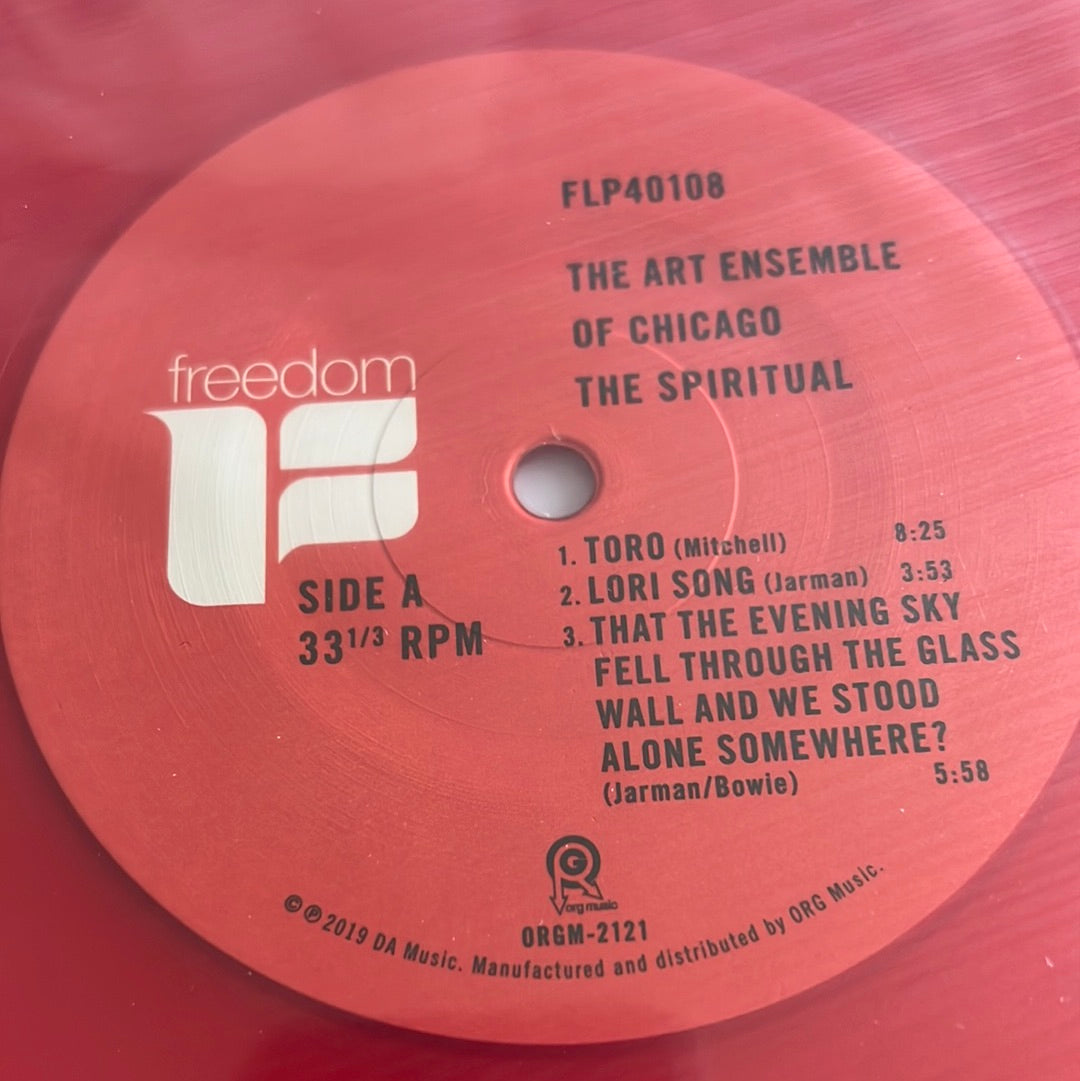 FLP40108
THE ART ENSEMBLE
OF CHICAGO
THE SPIRITUAL
freedom
F
SIDE A
33 1/3 RPM
1. TORO (Mitchell) 8:25
2. LORI SONG (Jarman) 3:53
3. THAT THE EVENING SKY
FELL THROUGH THE GLASS
WALL AND WE STOOD
ALONE SOMEWHERE?
(Jarman/Bowie) 5:58
GR
org music
ORGM-2121
© ℗ 2019 DA Music. Manufactured and distributed by ORG Music.